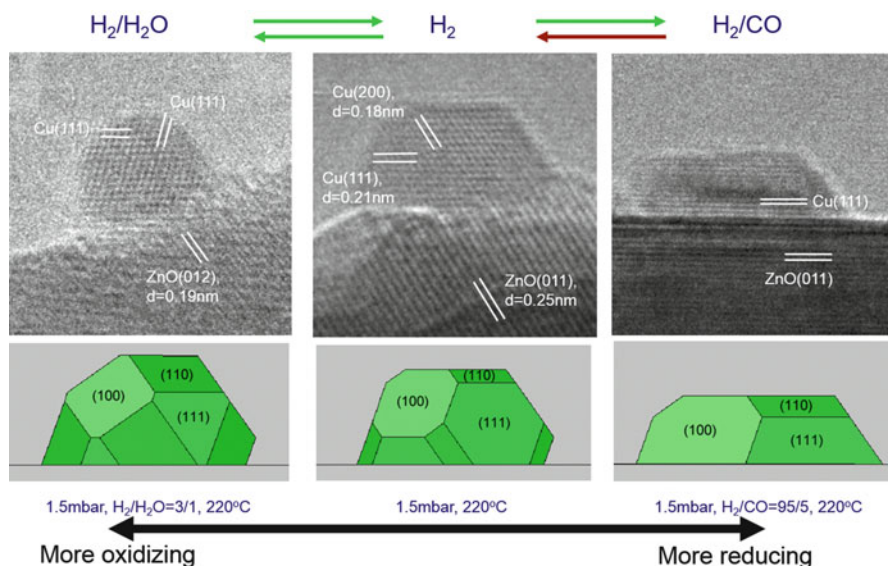 H₂/H₂O
H₂
H₂/CO
Cu(111)
Cu(111)
ZnO(012),
d=0.19nm
Cu(200),
d=0.18nm
Cu(111),
d=0.21nm
ZnO(011),
d=0.25nm
Cu(111)
ZnO(011)
(110)
(100)
(111)
(110)
(100)
(111)
(110)
(100)
(111)
1.5mbar, H₂/H₂O=3/1, 220°C
1.5mbar, 220°C
1.5mbar, H₂/CO=95/5, 220°C
More oxidizing
More reducing